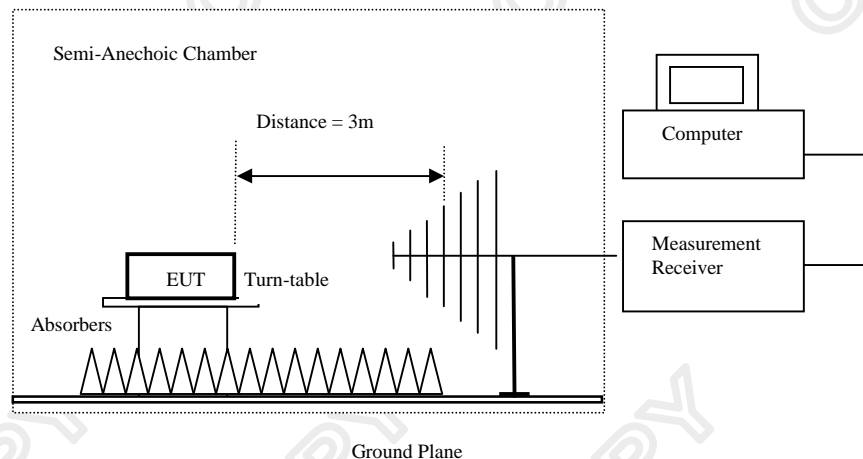 Semi-Anechoic Chamber
Distance = 3m
Computer
Measurement
Receiver
EUT
Turn-table
Absorbers
Ground Plane